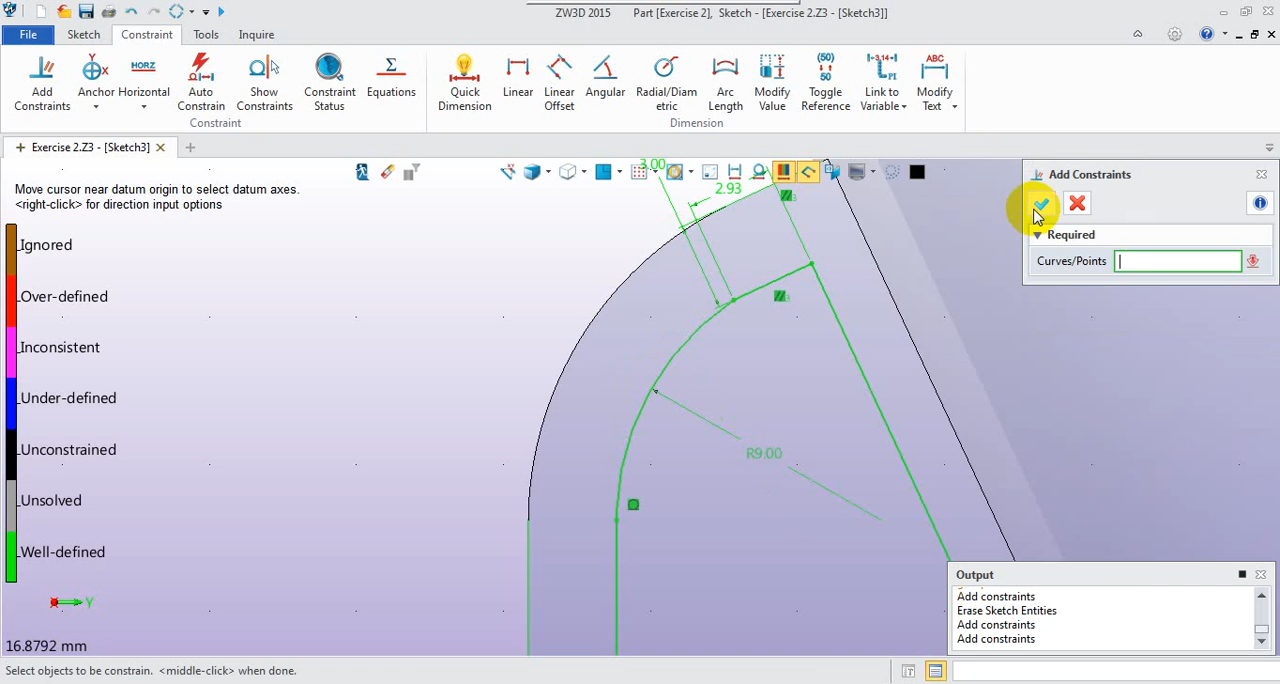 ZW3D 2015 Part [Exercise 2], Sketch - [Exercise 2.Z3 - [Sketch3]]
File Sketch Constraint Tools Inquire
Add Constraints
Anchor
HORZ Horizontal
Auto Constrain
Show Constraints
Constraint Status
Σ Equations
Constraint
Quick Dimension
Linear
Linear Offset
Angular
Radial/Diam etric
Arc Length
Modify Value
(50) 50 Toggle Reference
Link to Variable
ABC Modify Text
Dimension
Exercise 2.Z3 - [Sketch3]
Move cursor near datum origin to select datum axes.
<right-click> for direction input options
3.00
2.93
Add Constraints
Required
Curves/Points
Ignored
Over-defined
Inconsistent
Under-defined
Unconstrained
Unsolved
Well-defined
R9.00
Y
16.8792 mm
Output
Add constraints
Erase Sketch Entities
Add constraints
Add constraints
Select objects to be constrain. <middle-click> when done.